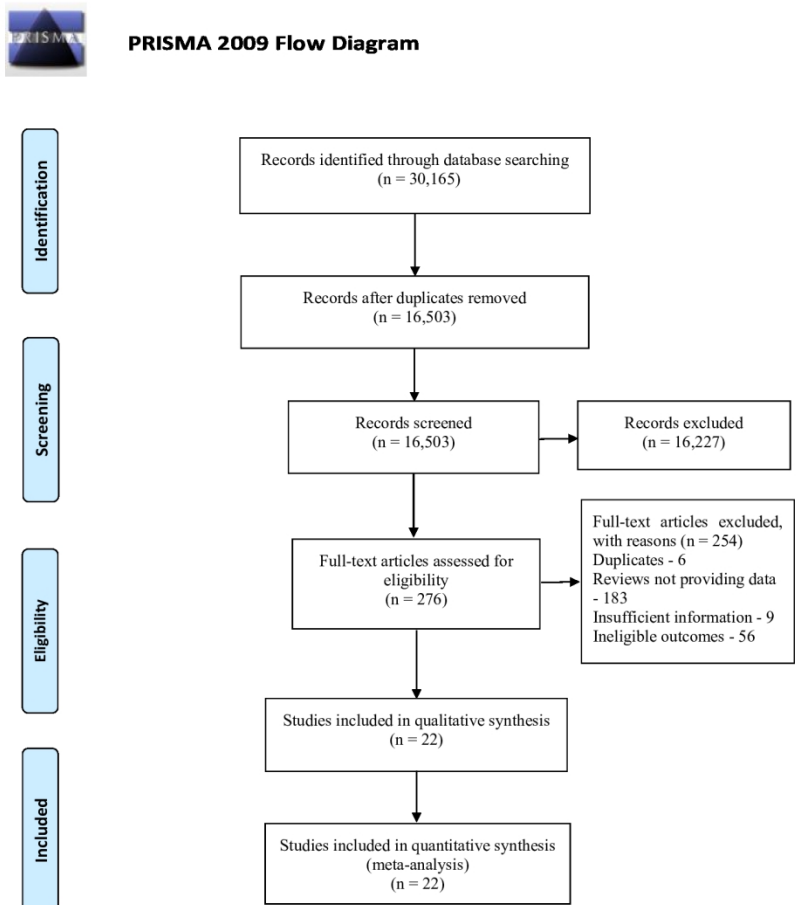 PRISMA
PRISMA 2009 Flow Diagram
Identification
Records identified through database searching
(n = 30,165)
Records after duplicates removed
(n = 16,503)
Screening
Records screened
(n = 16,503)
Records excluded
(n = 16,227)
Eligibility
Full-text articles assessed for
eligibility
(n = 276)
Full-text articles excluded,
with reasons (n = 254)
Duplicates - 6
Reviews not providing data
- 183
Insufficient information - 9
Ineligible outcomes - 56
Studies included in qualitative synthesis
(n = 22)
Included
Studies included in quantitative synthesis
(meta-analysis)
(n = 22)